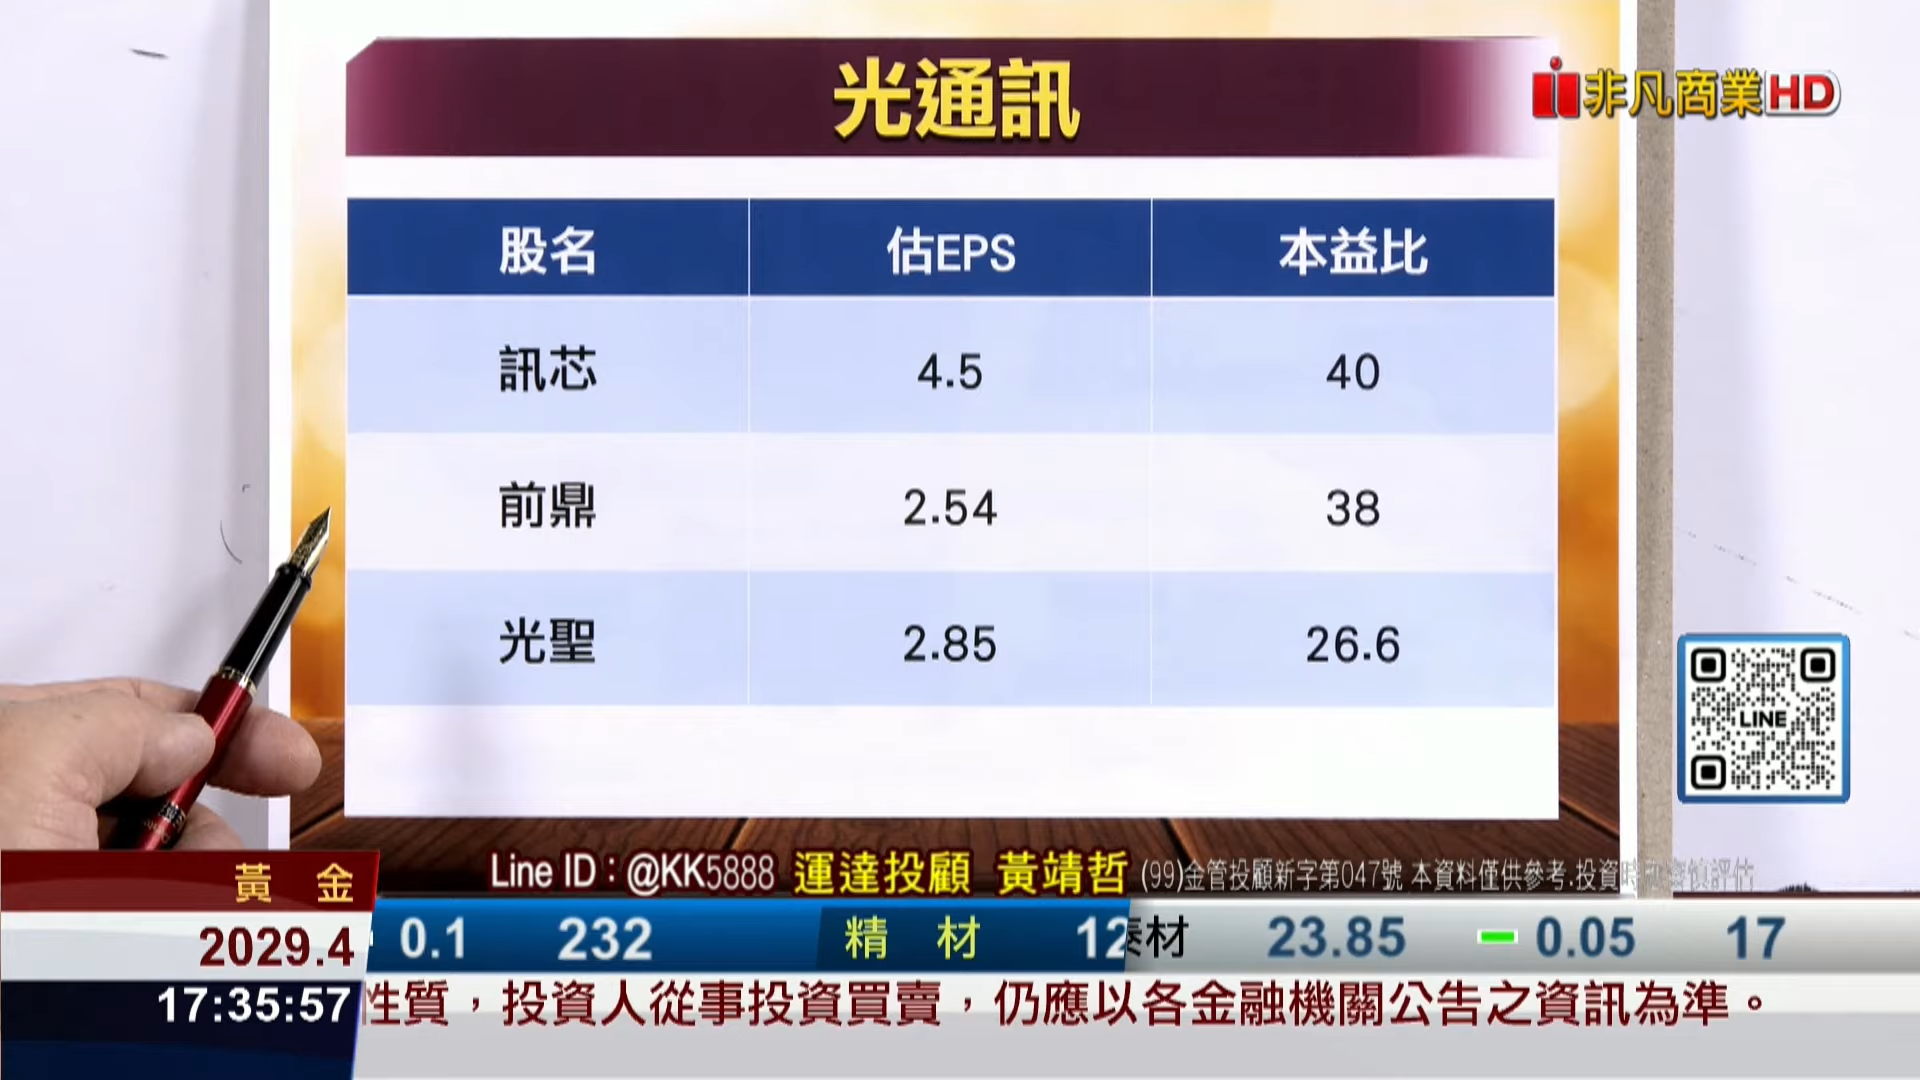 光通訊
非凡商業HD
股名 估EPS 本益比
訊芯 4.5 40
前鼎 2.54 38
光聖 2.85 26.6
LINE
Line ID：@KK5888 運達投顧 黃靖哲 (99)金管投顧新字第047號 本資料僅供參考.投資時
黃金
2029.4
0.1 232 精材 12 材 23.85 0.05 17
17:35:57
性質，投資人從事投資買賣，仍應以各金融機關公告之資訊為準。